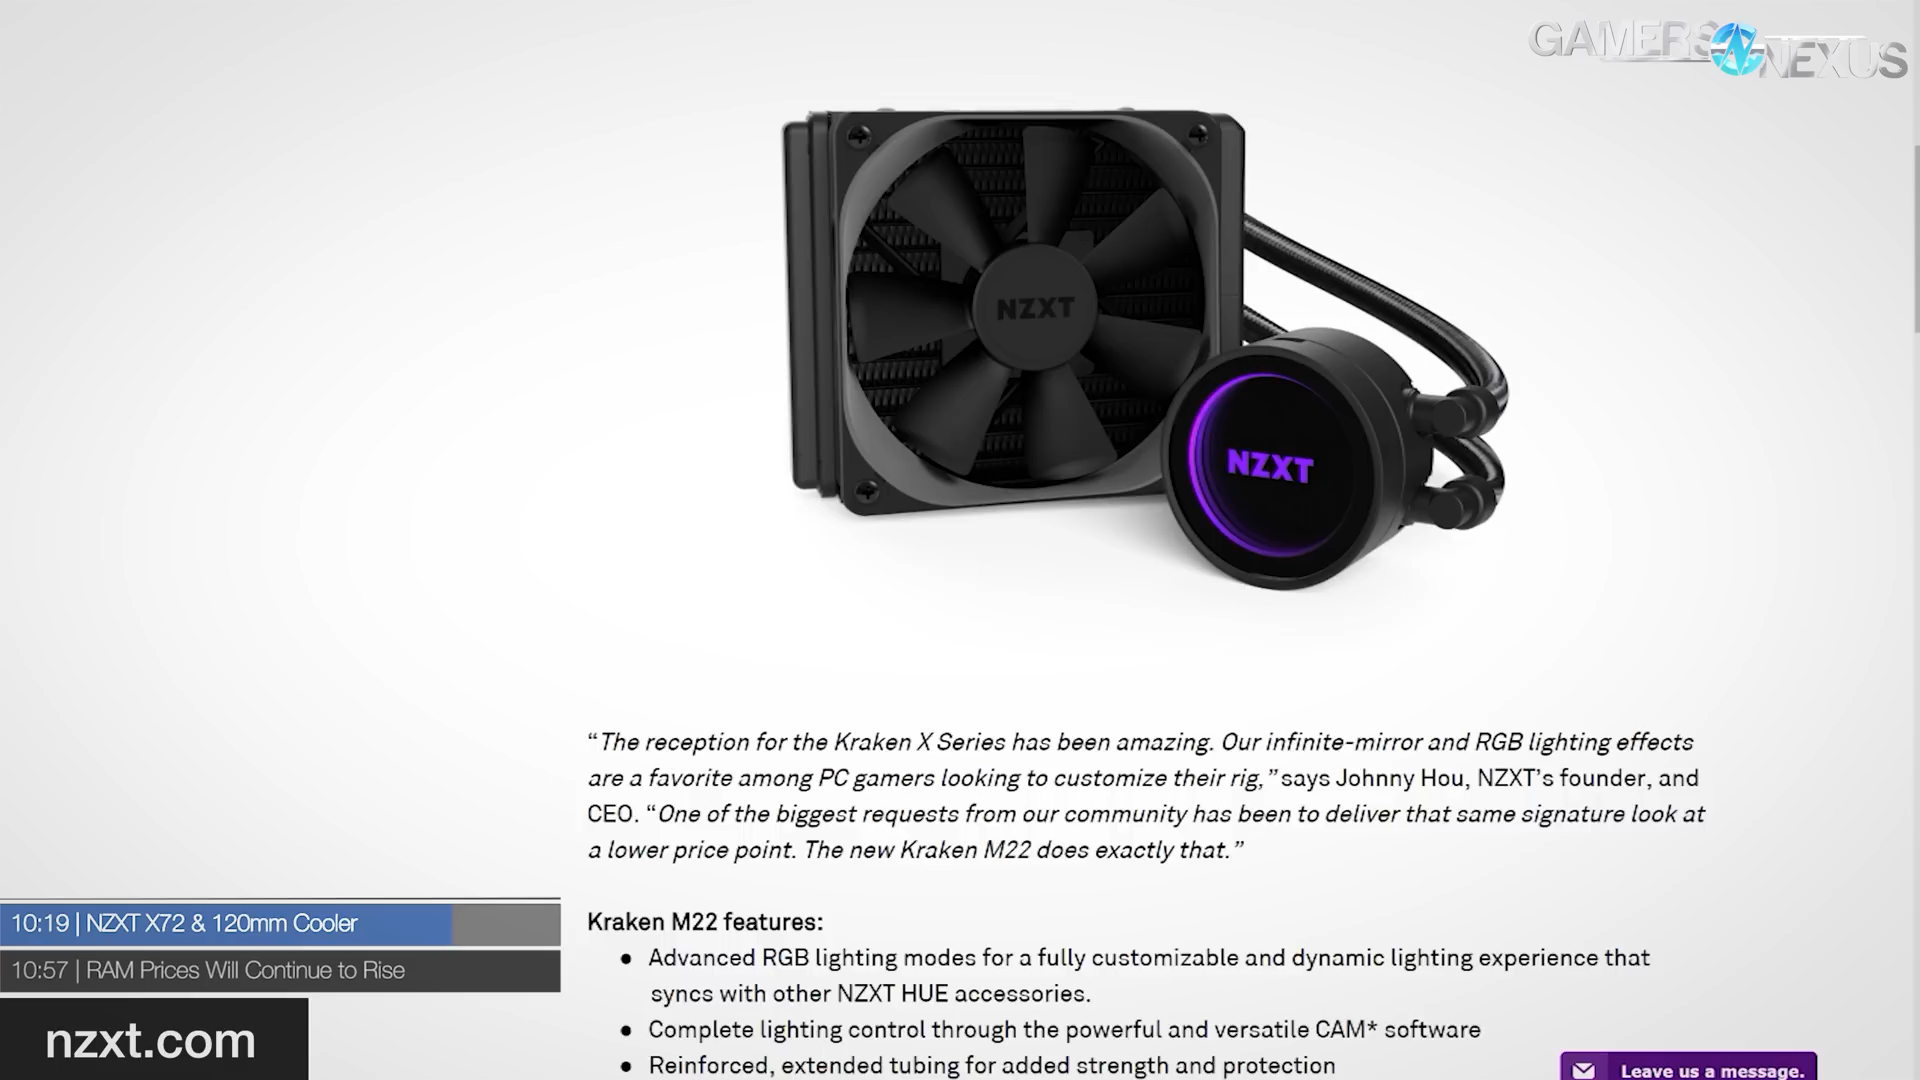 GAMERS NEXUS
NZXT
NZXT
“The reception for the Kraken X Series has been amazing. Our infinite-mirror and RGB lighting effects
are a favorite among PC gamers looking to customize their rig,” says Johnny Hou, NZXT’s founder, and
CEO. “One of the biggest requests from our community has been to deliver that same signature look at
a lower price point. The new Kraken M22 does exactly that.”
Kraken M22 features:
● Advanced RGB lighting modes for a fully customizable and dynamic lighting experience that
syncs with other NZXT HUE accessories.
● Complete lighting control through the powerful and versatile CAM* software
● Reinforced, extended tubing for added strength and protection
10:19 | NZXT X72 & 120mm Cooler
10:57 | RAM Prices Will Continue to Rise
nzxt.com
Leave us a message.